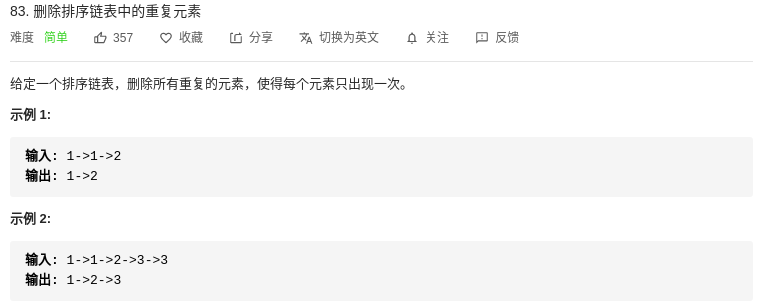 83. 删除排序链表中的重复元素
难度 简单 357 收藏 分享 切换为英文 关注 反馈
给定一个排序链表，删除所有重复的元素，使得每个元素只出现一次。
示例 1:
输入: 1->1->2
输出: 1->2
示例 2:
输入: 1->1->2->3->3
输出: 1->2->3